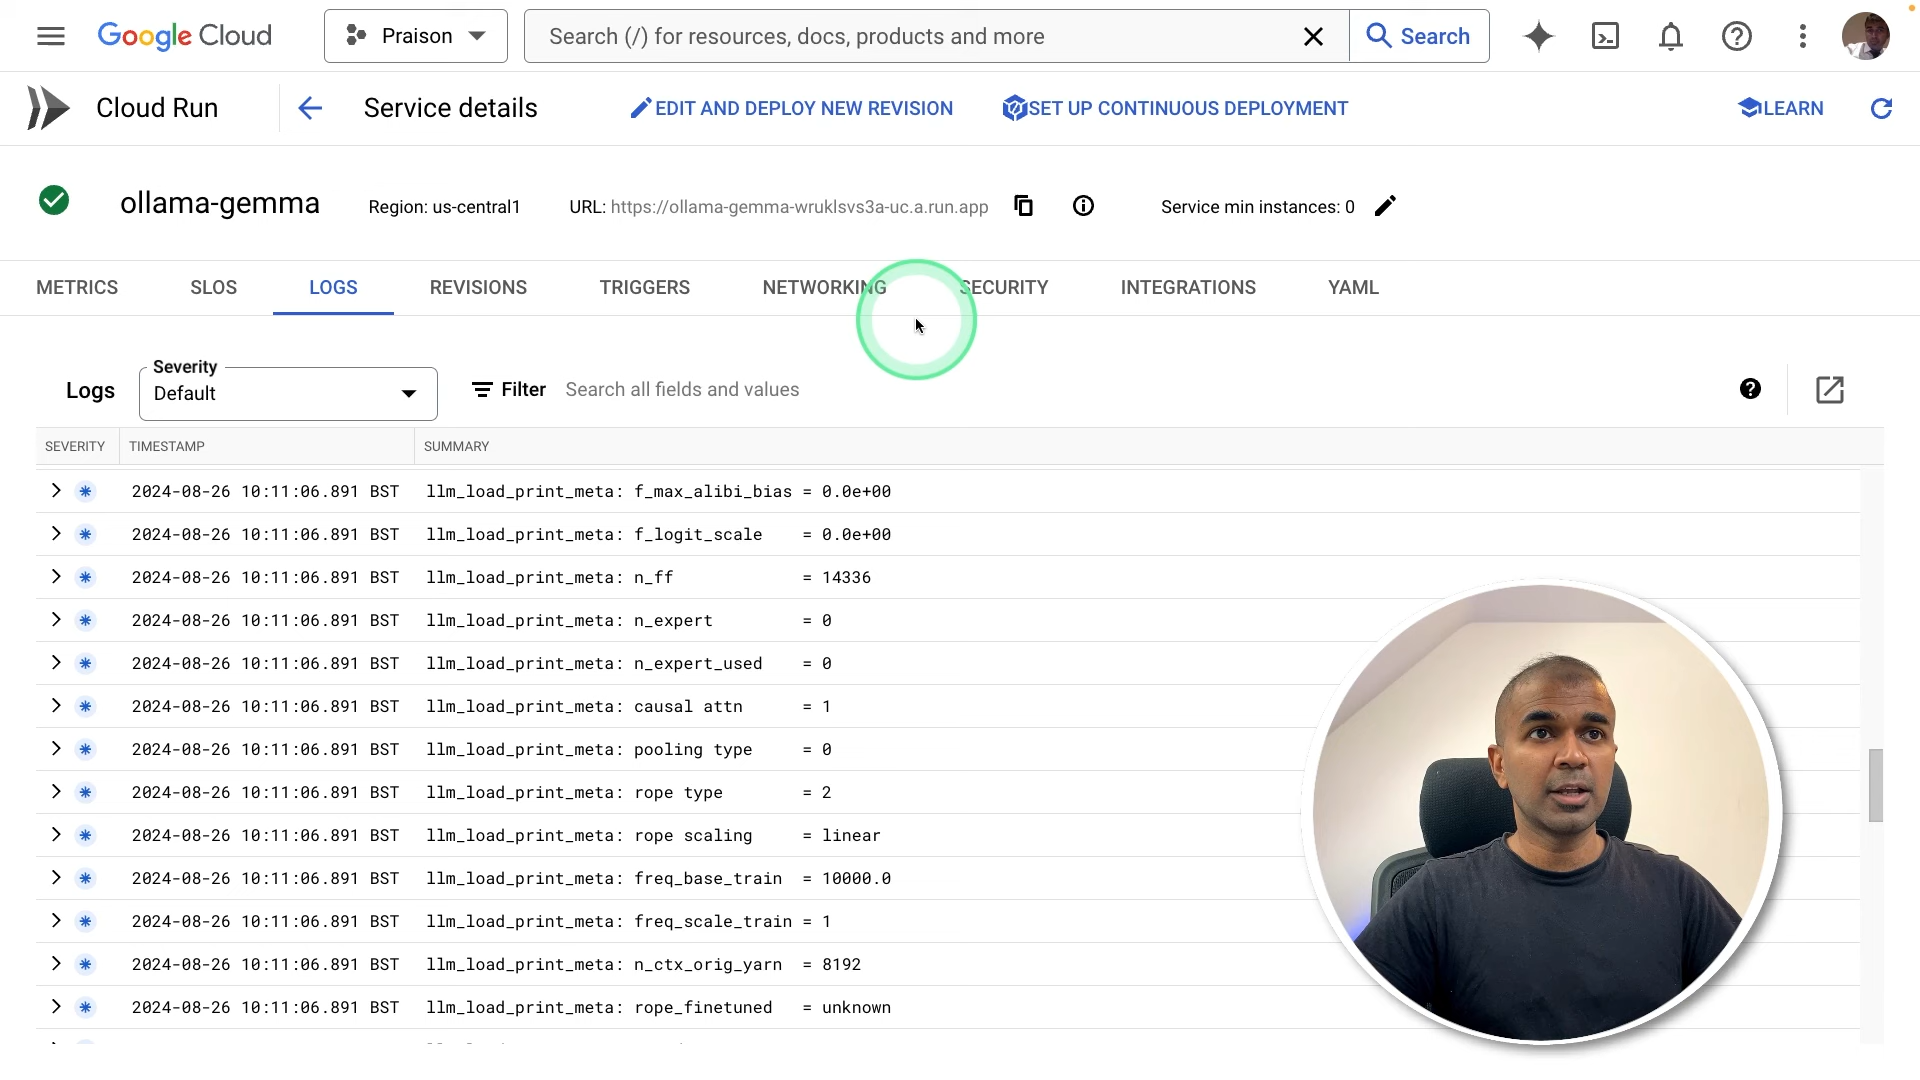 Google Cloud
Praison
Search (/) for resources, docs, products and more
Search
Cloud Run
Service details
EDIT AND DEPLOY NEW REVISION
SET UP CONTINUOUS DEPLOYMENT
LEARN
ollama-gemma
Region: us-central1
URL: https://ollama-gemma-wruklsvs3a-uc.a.run.app
Service min instances: 0
METRICS
SLOS
LOGS
REVISIONS
TRIGGERS
NETWORKING
SECURITY
INTEGRATIONS
YAML
Logs
Severity
Default
Filter
Search all fields and values
SEVERITY TIMESTAMP SUMMARY
2024-08-26 10:11:06.891 BST llm_load_print_meta: f_max_alibi_bias = 0.0e+00
2024-08-26 10:11:06.891 BST llm_load_print_meta: f_logit_scale = 0.0e+00
2024-08-26 10:11:06.891 BST llm_load_print_meta: n_ff = 14336
2024-08-26 10:11:06.891 BST llm_load_print_meta: n_expert = 0
2024-08-26 10:11:06.891 BST llm_load_print_meta: n_expert_used = 0
2024-08-26 10:11:06.891 BST llm_load_print_meta: causal attn = 1
2024-08-26 10:11:06.891 BST llm_load_print_meta: pooling type = 0
2024-08-26 10:11:06.891 BST llm_load_print_meta: rope type = 2
2024-08-26 10:11:06.891 BST llm_load_print_meta: rope scaling = linear
2024-08-26 10:11:06.891 BST llm_load_print_meta: freq_base_train = 10000.0
2024-08-26 10:11:06.891 BST llm_load_print_meta: freq_scale_train = 1
2024-08-26 10:11:06.891 BST llm_load_print_meta: n_ctx_orig_yarn = 8192
2024-08-26 10:11:06.891 BST llm_load_print_meta: rope_finetuned = unknown